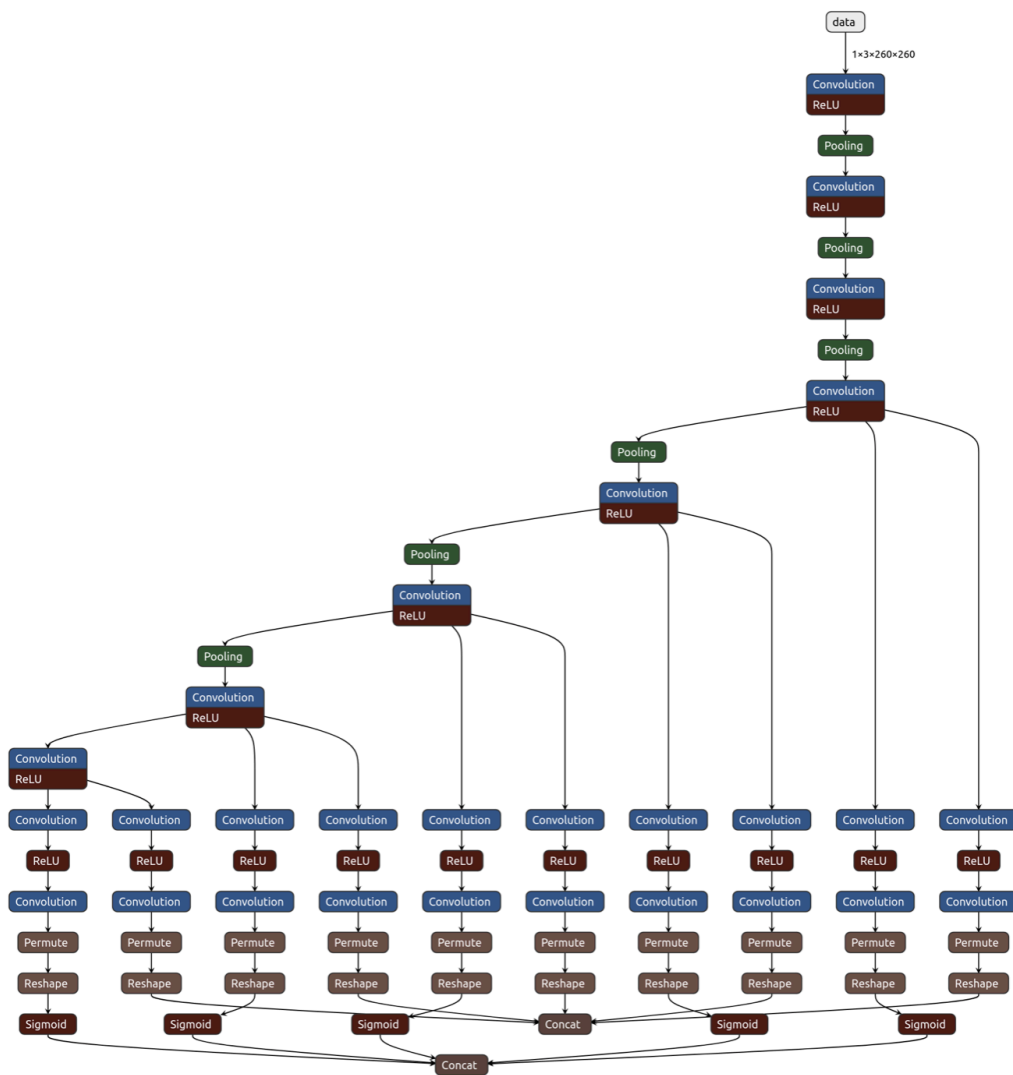 data
1×3×260×260
Convolution
ReLU
Pooling
Convolution
ReLU
Pooling
Convolution
ReLU
Pooling
Convolution
ReLU
Pooling
Convolution
ReLU
Pooling
Convolution
ReLU
Pooling
Convolution
ReLU
Convolution
ReLU
Convolution Convolution Convolution Convolution Convolution Convolution Convolution Convolution Convolution Convolution
ReLU ReLU ReLU ReLU ReLU ReLU ReLU ReLU ReLU ReLU
Convolution Convolution Convolution Convolution Convolution Convolution Convolution Convolution Convolution Convolution
Permute Permute Permute Permute Permute Permute Permute Permute Permute Permute
Reshape Reshape Reshape Reshape Reshape Reshape Reshape Reshape Reshape Reshape
Sigmoid Sigmoid Sigmoid Concat Sigmoid Sigmoid
Concat